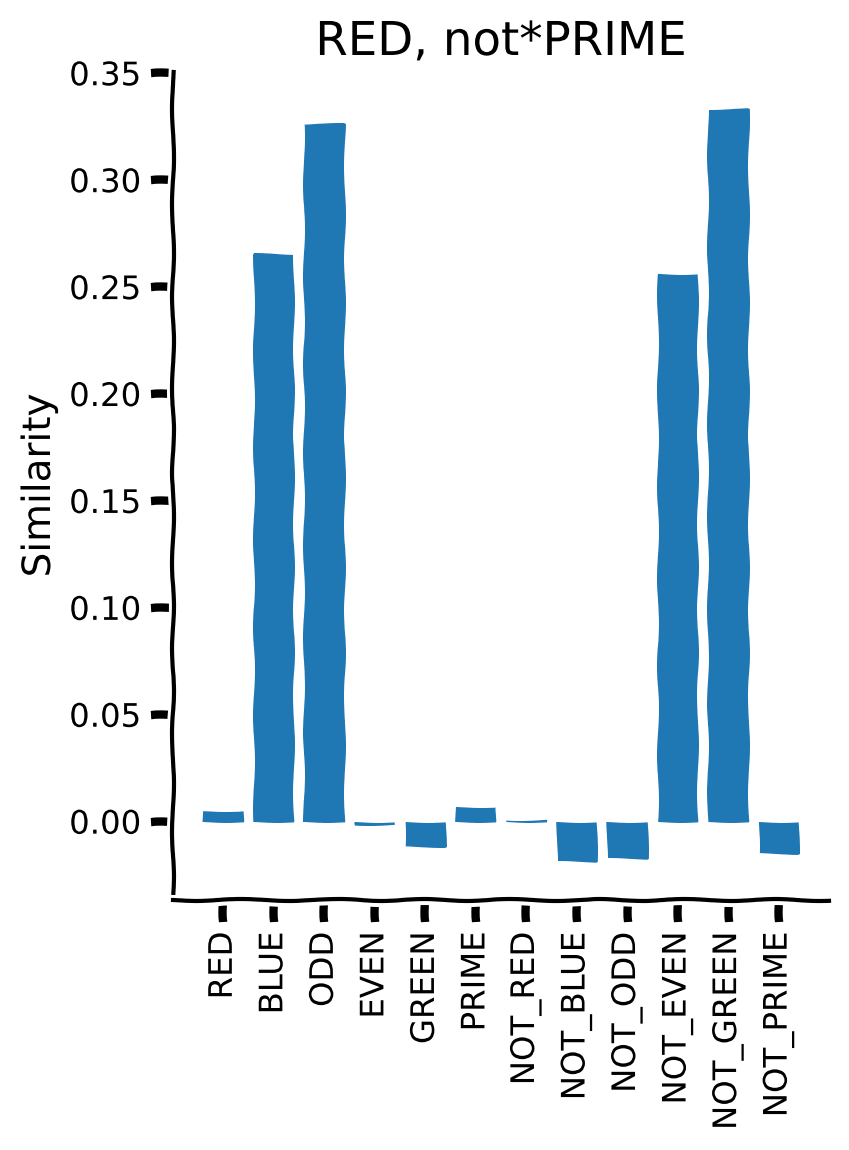 RED, not*PRIME
0.35
0.30
0.25
0.20
0.15
0.10
0.05
0.00
Similarity
RED
BLUE
ODD
EVEN
GREEN
PRIME
NOT_RED
NOT_BLUE
NOT_ODD
NOT_EVEN
NOT_GREEN
NOT_PRIME